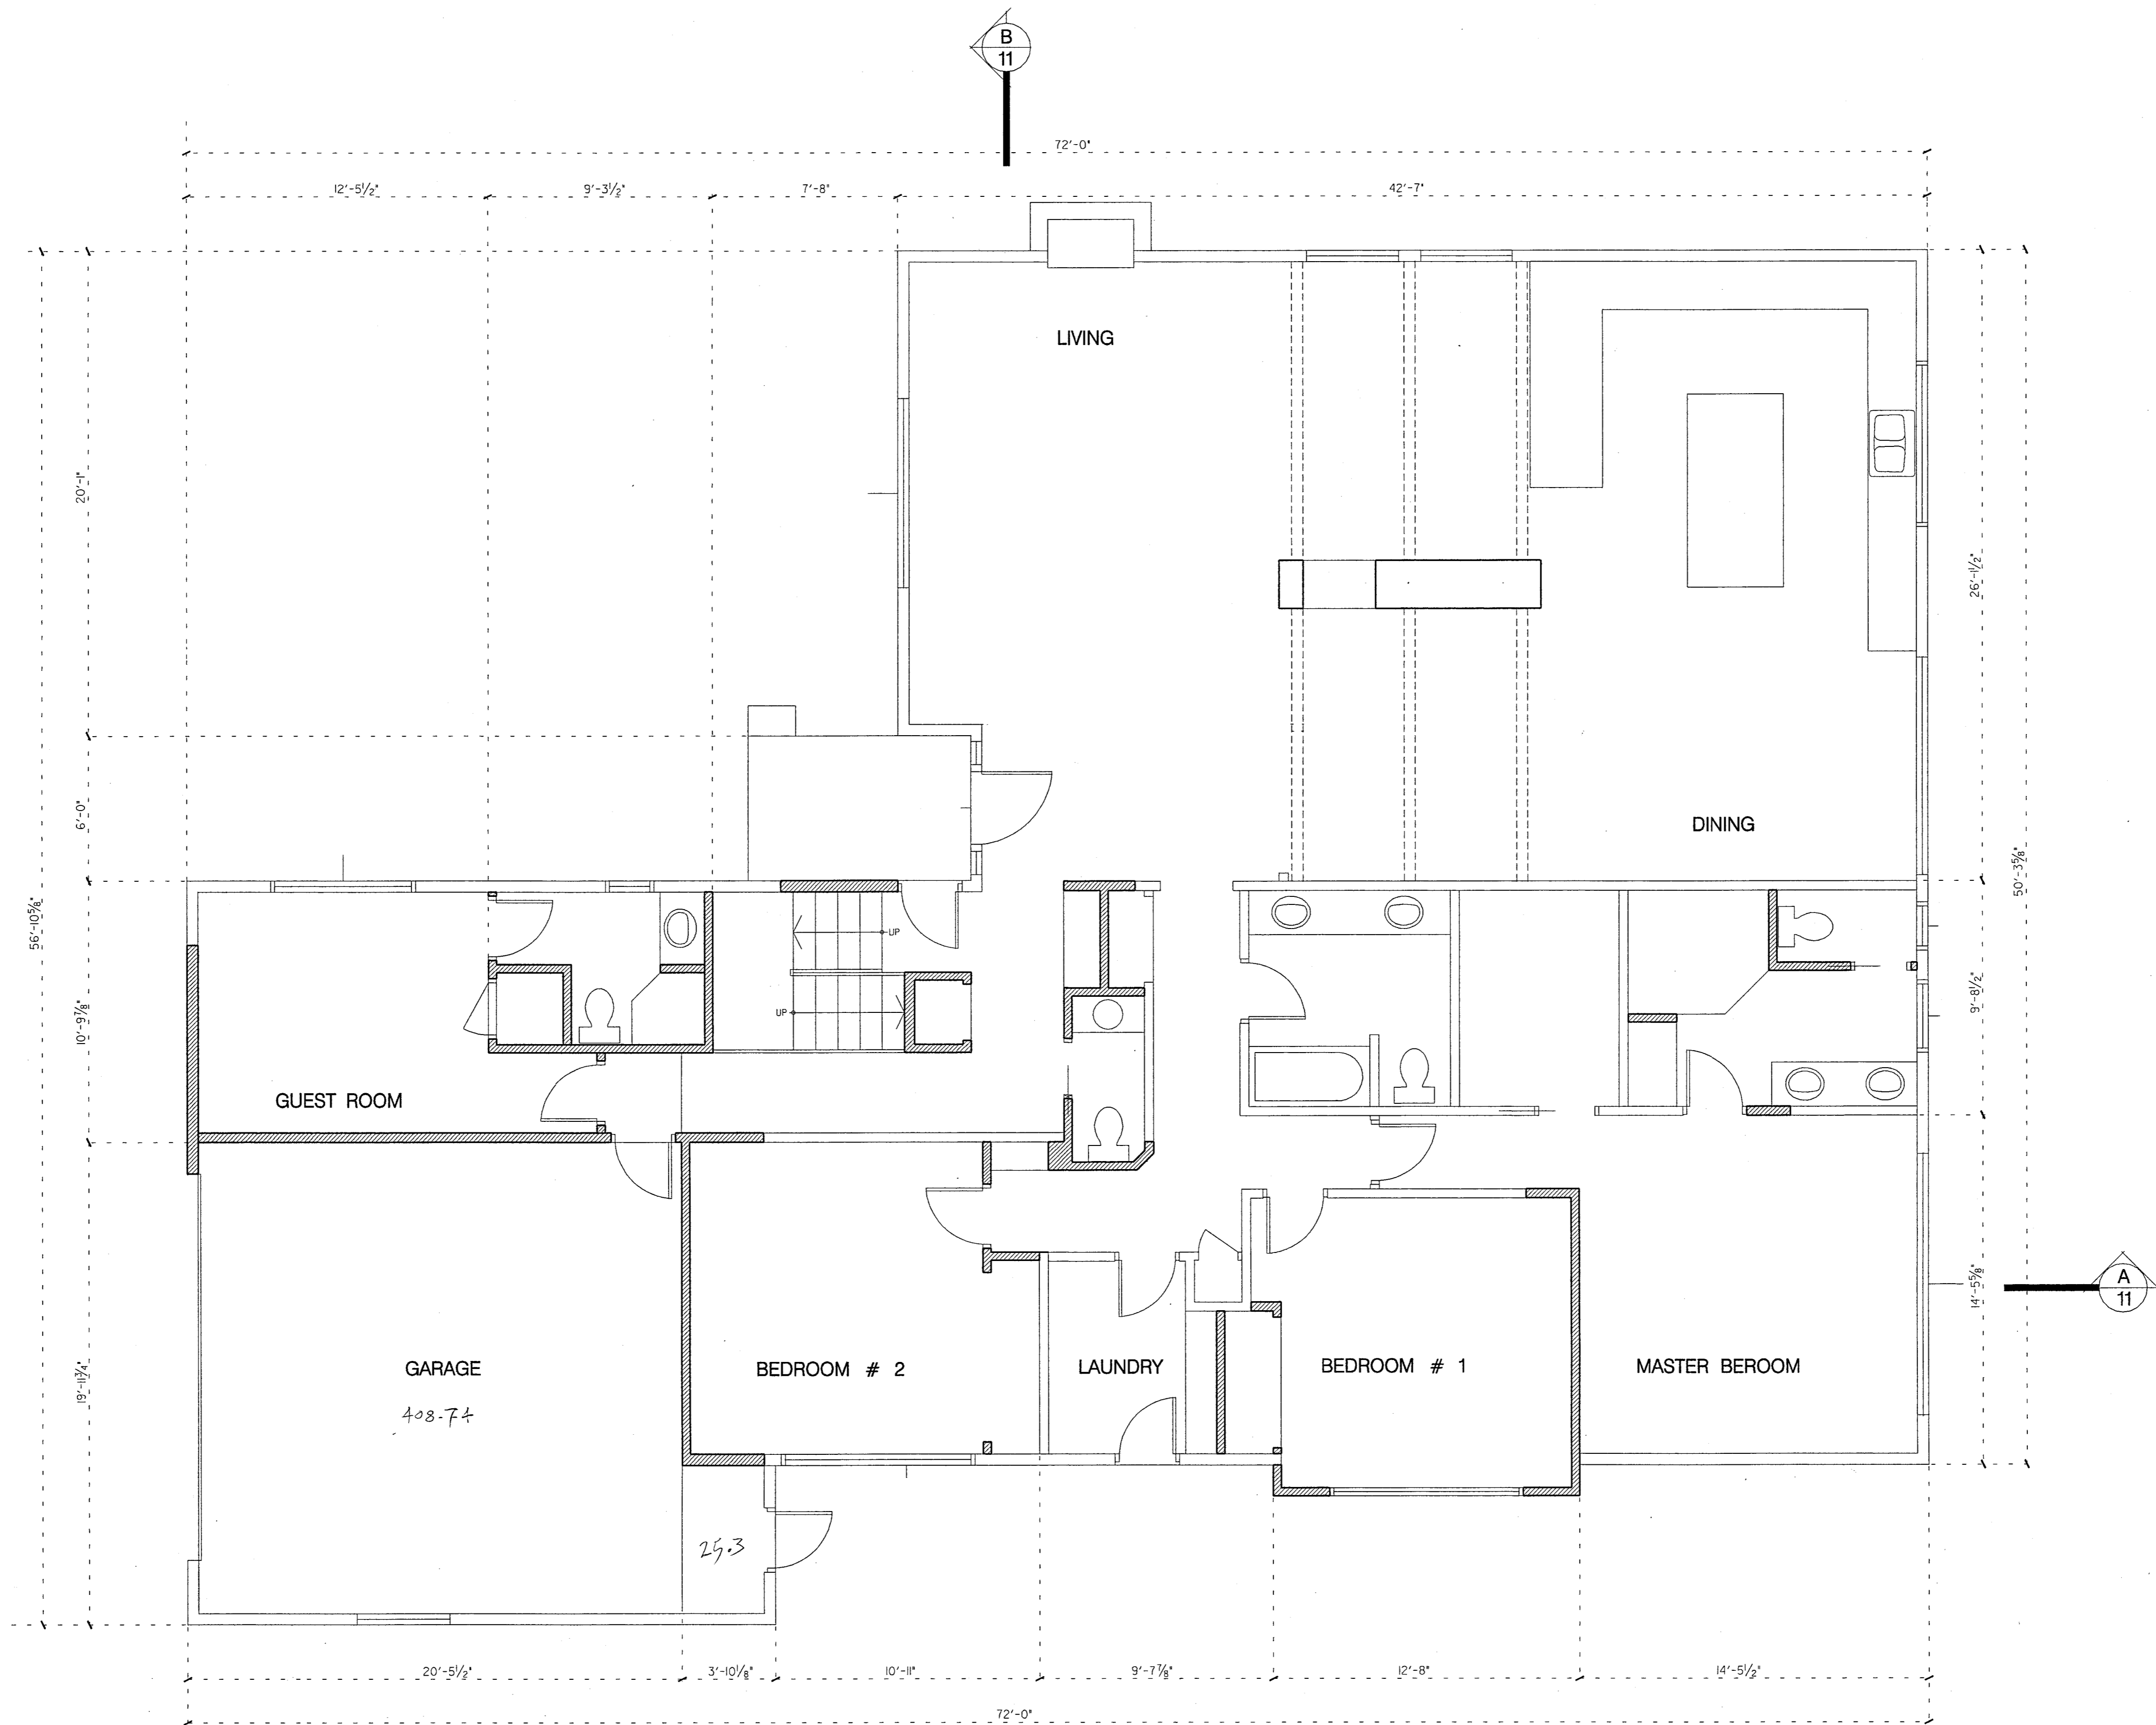 B
11
72'-0"
12'-5½"
9'-3½"
7'-8"
42'-7"
LIVING
20'-1"
26'-1½"
DINING
6'-0"
50'-3⅝"
56'-10⅝"
UP
10'-9⅞"
9'-8½"
UP
GUEST ROOM
A
11
14'-5⅝"
19'-11¾"
GARAGE
BEDROOM # 2
LAUNDRY
BEDROOM # 1
MASTER BEROOM
408.74
25.3
20'-5½"
3'-10⅛"
10'-11"
9'-7⅞"
12'-8"
14'-5½"
72'-0"